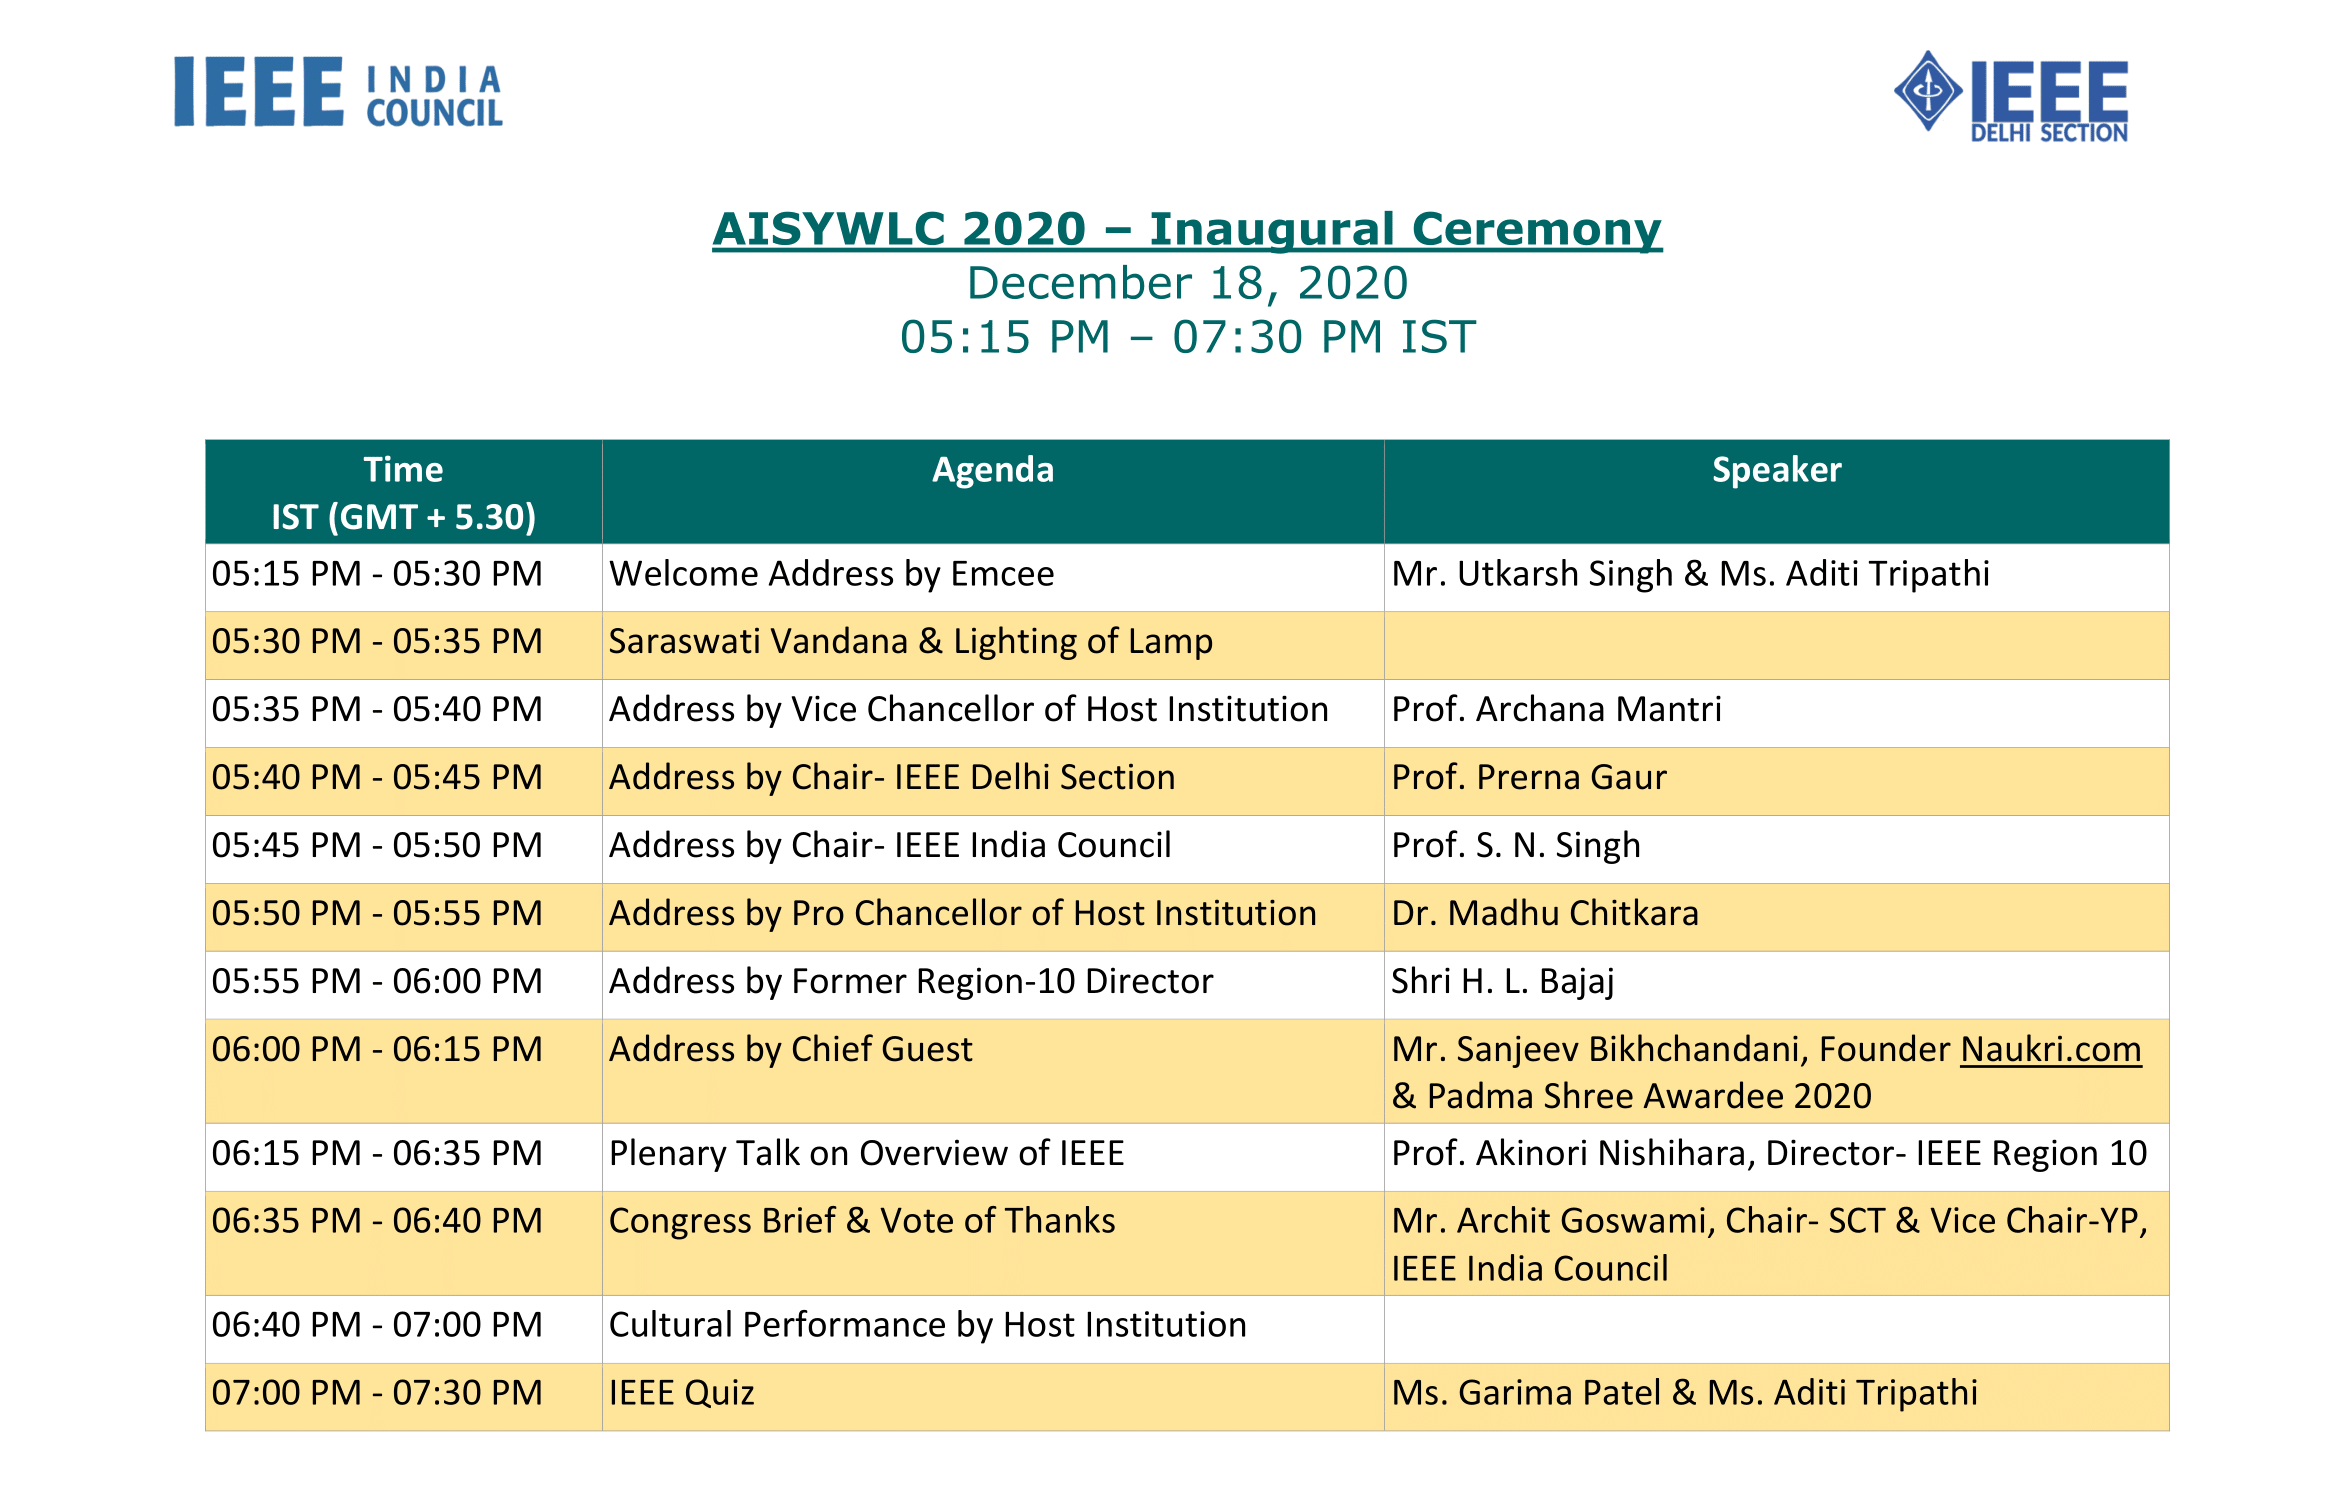 IEEE INDIA COUNCIL
IEEE DELHI SECTION
AISYWLC 2020 – Inaugural Ceremony
December 18, 2020
05:15 PM – 07:30 PM IST
Time Agenda Speaker
IST (GMT + 5.30)
05:15 PM - 05:30 PM Welcome Address by Emcee Mr. Utkarsh Singh & Ms. Aditi Tripathi
05:30 PM - 05:35 PM Saraswati Vandana & Lighting of Lamp
05:35 PM - 05:40 PM Address by Vice Chancellor of Host Institution Prof. Archana Mantri
05:40 PM - 05:45 PM Address by Chair- IEEE Delhi Section Prof. Prerna Gaur
05:45 PM - 05:50 PM Address by Chair- IEEE India Council Prof. S. N. Singh
05:50 PM - 05:55 PM Address by Pro Chancellor of Host Institution Dr. Madhu Chitkara
05:55 PM - 06:00 PM Address by Former Region-10 Director Shri H. L. Bajaj
06:00 PM - 06:15 PM Address by Chief Guest Mr. Sanjeev Bikhchandani, Founder Naukri.com
& Padma Shree Awardee 2020
06:15 PM - 06:35 PM Plenary Talk on Overview of IEEE Prof. Akinori Nishihara, Director- IEEE Region 10
06:35 PM - 06:40 PM Congress Brief & Vote of Thanks Mr. Archit Goswami, Chair- SCT & Vice Chair-YP,
IEEE India Council
06:40 PM - 07:00 PM Cultural Performance by Host Institution
07:00 PM - 07:30 PM IEEE Quiz Ms. Garima Patel & Ms. Aditi Tripathi